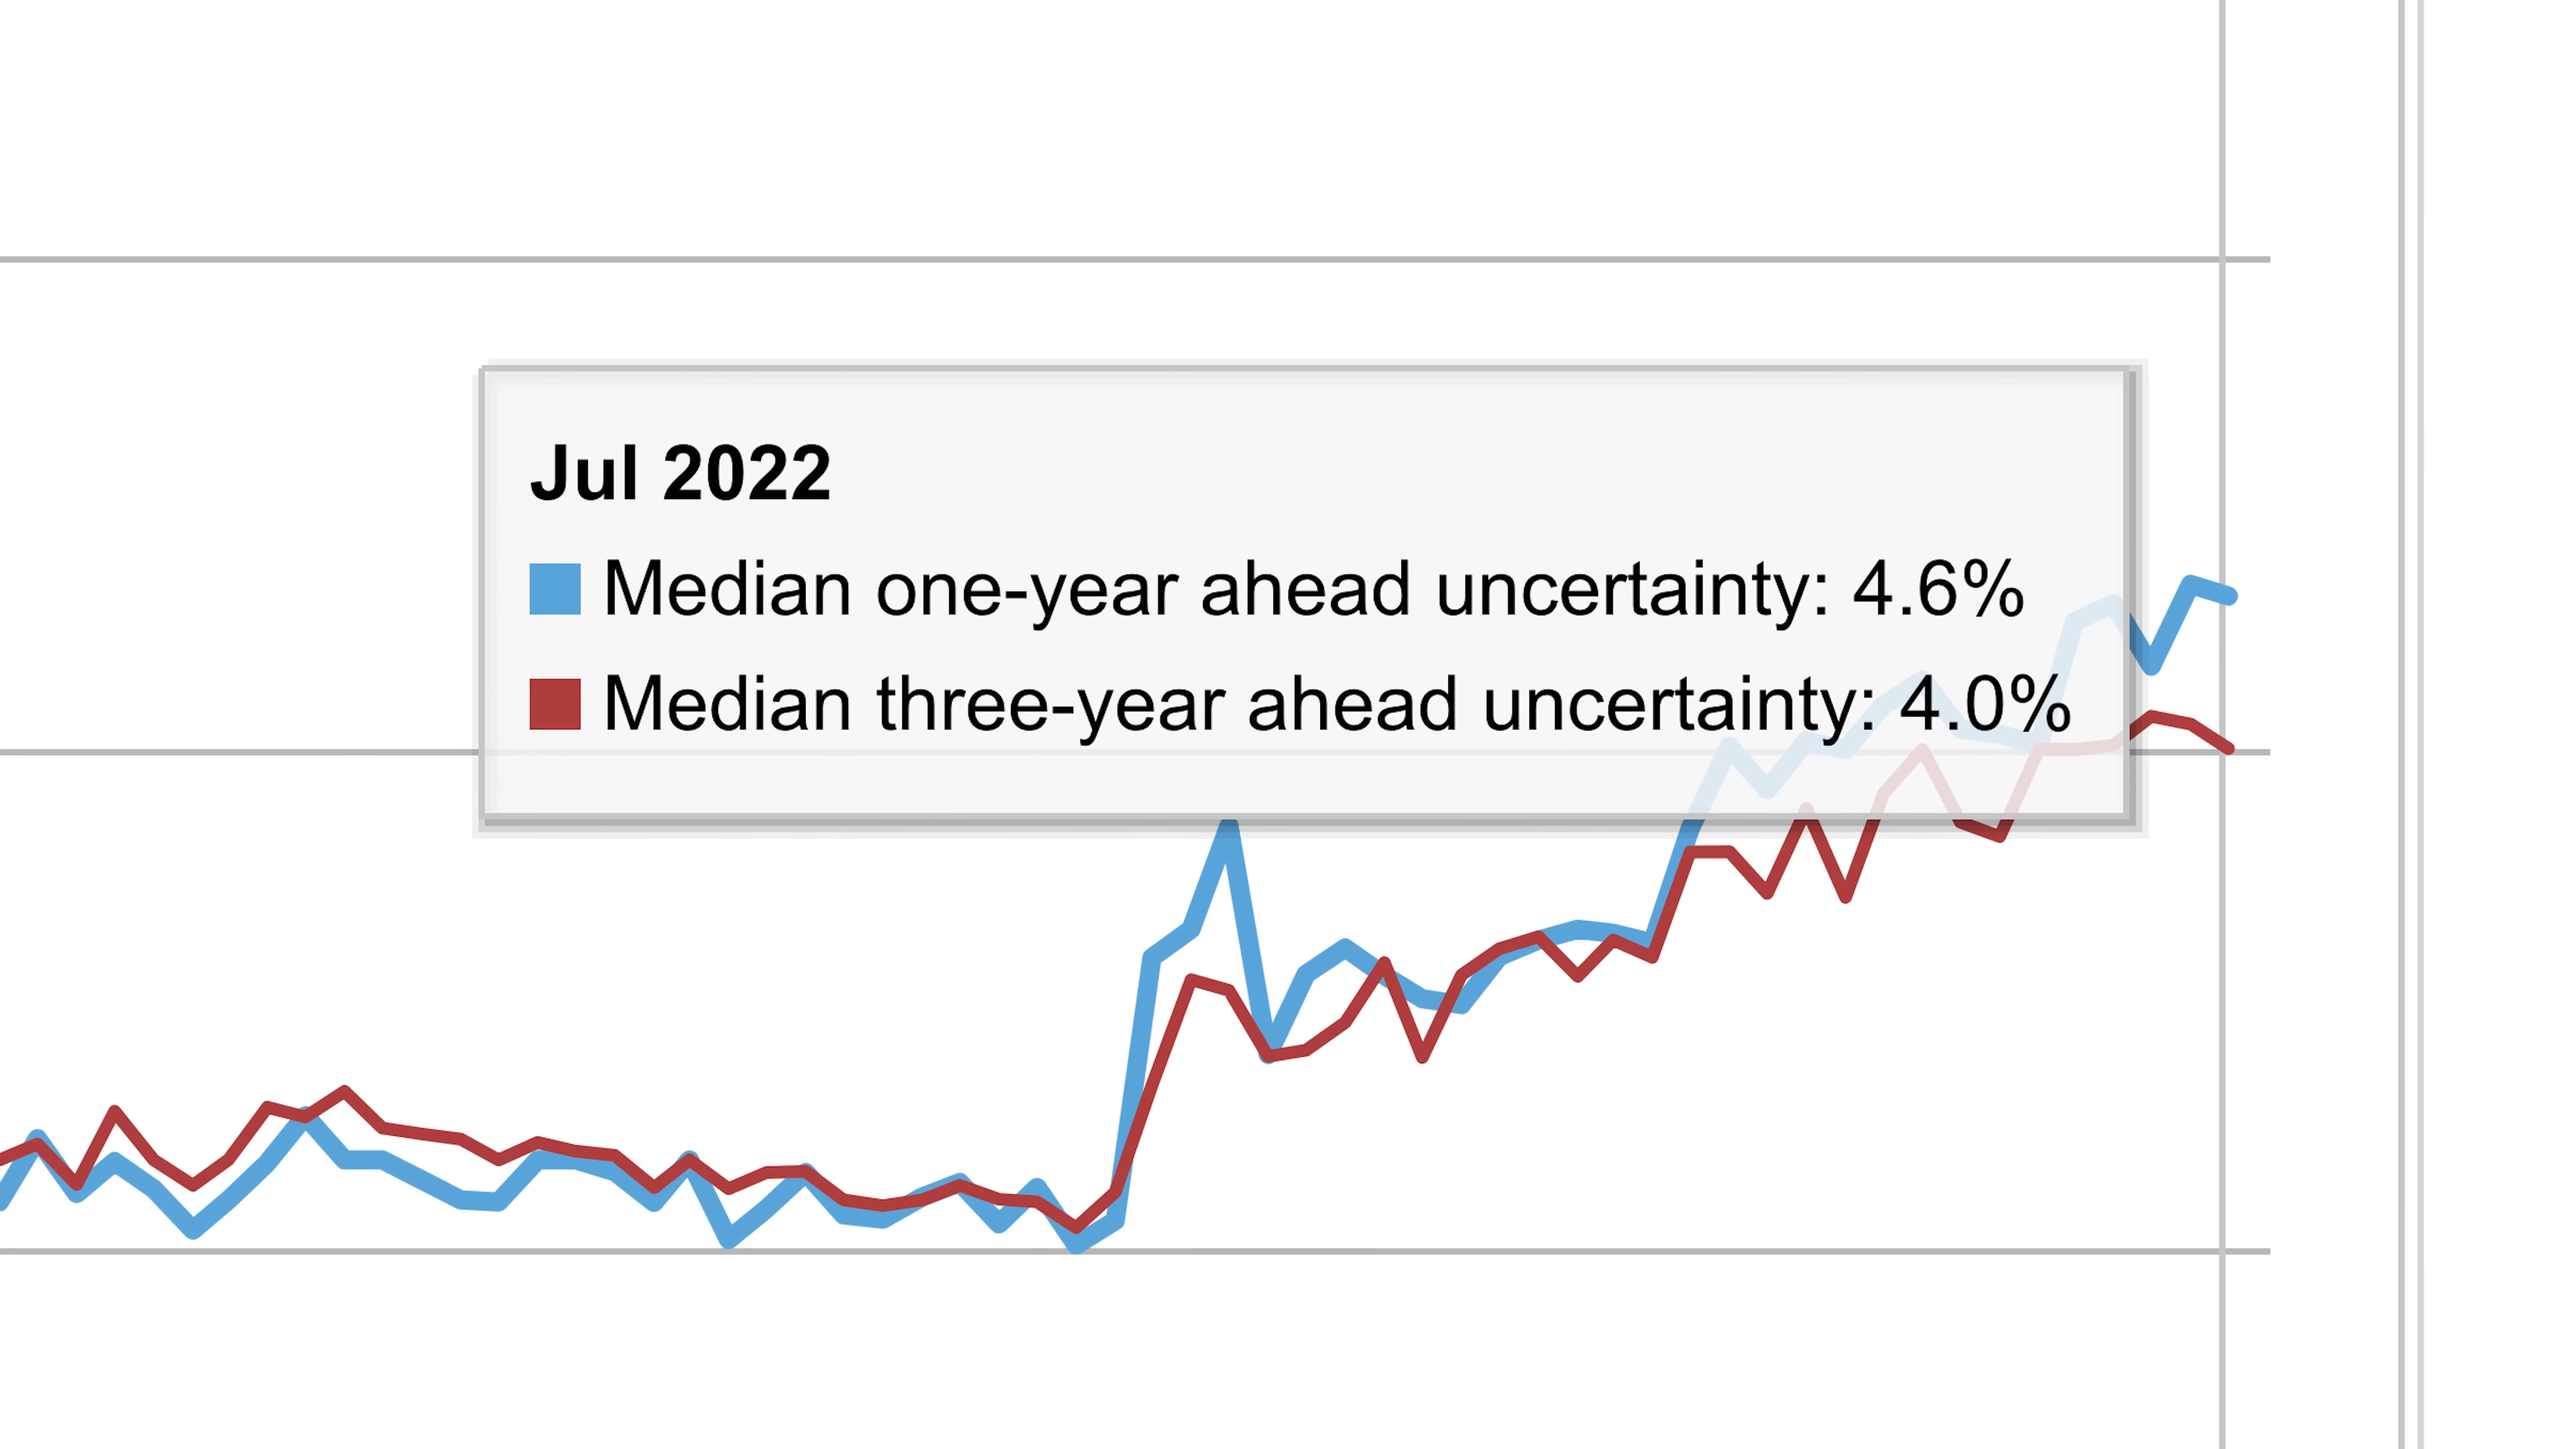 Jul 2022
Median one-year ahead uncertainty: 4.6%
Median three-year ahead uncertainty: 4.0%